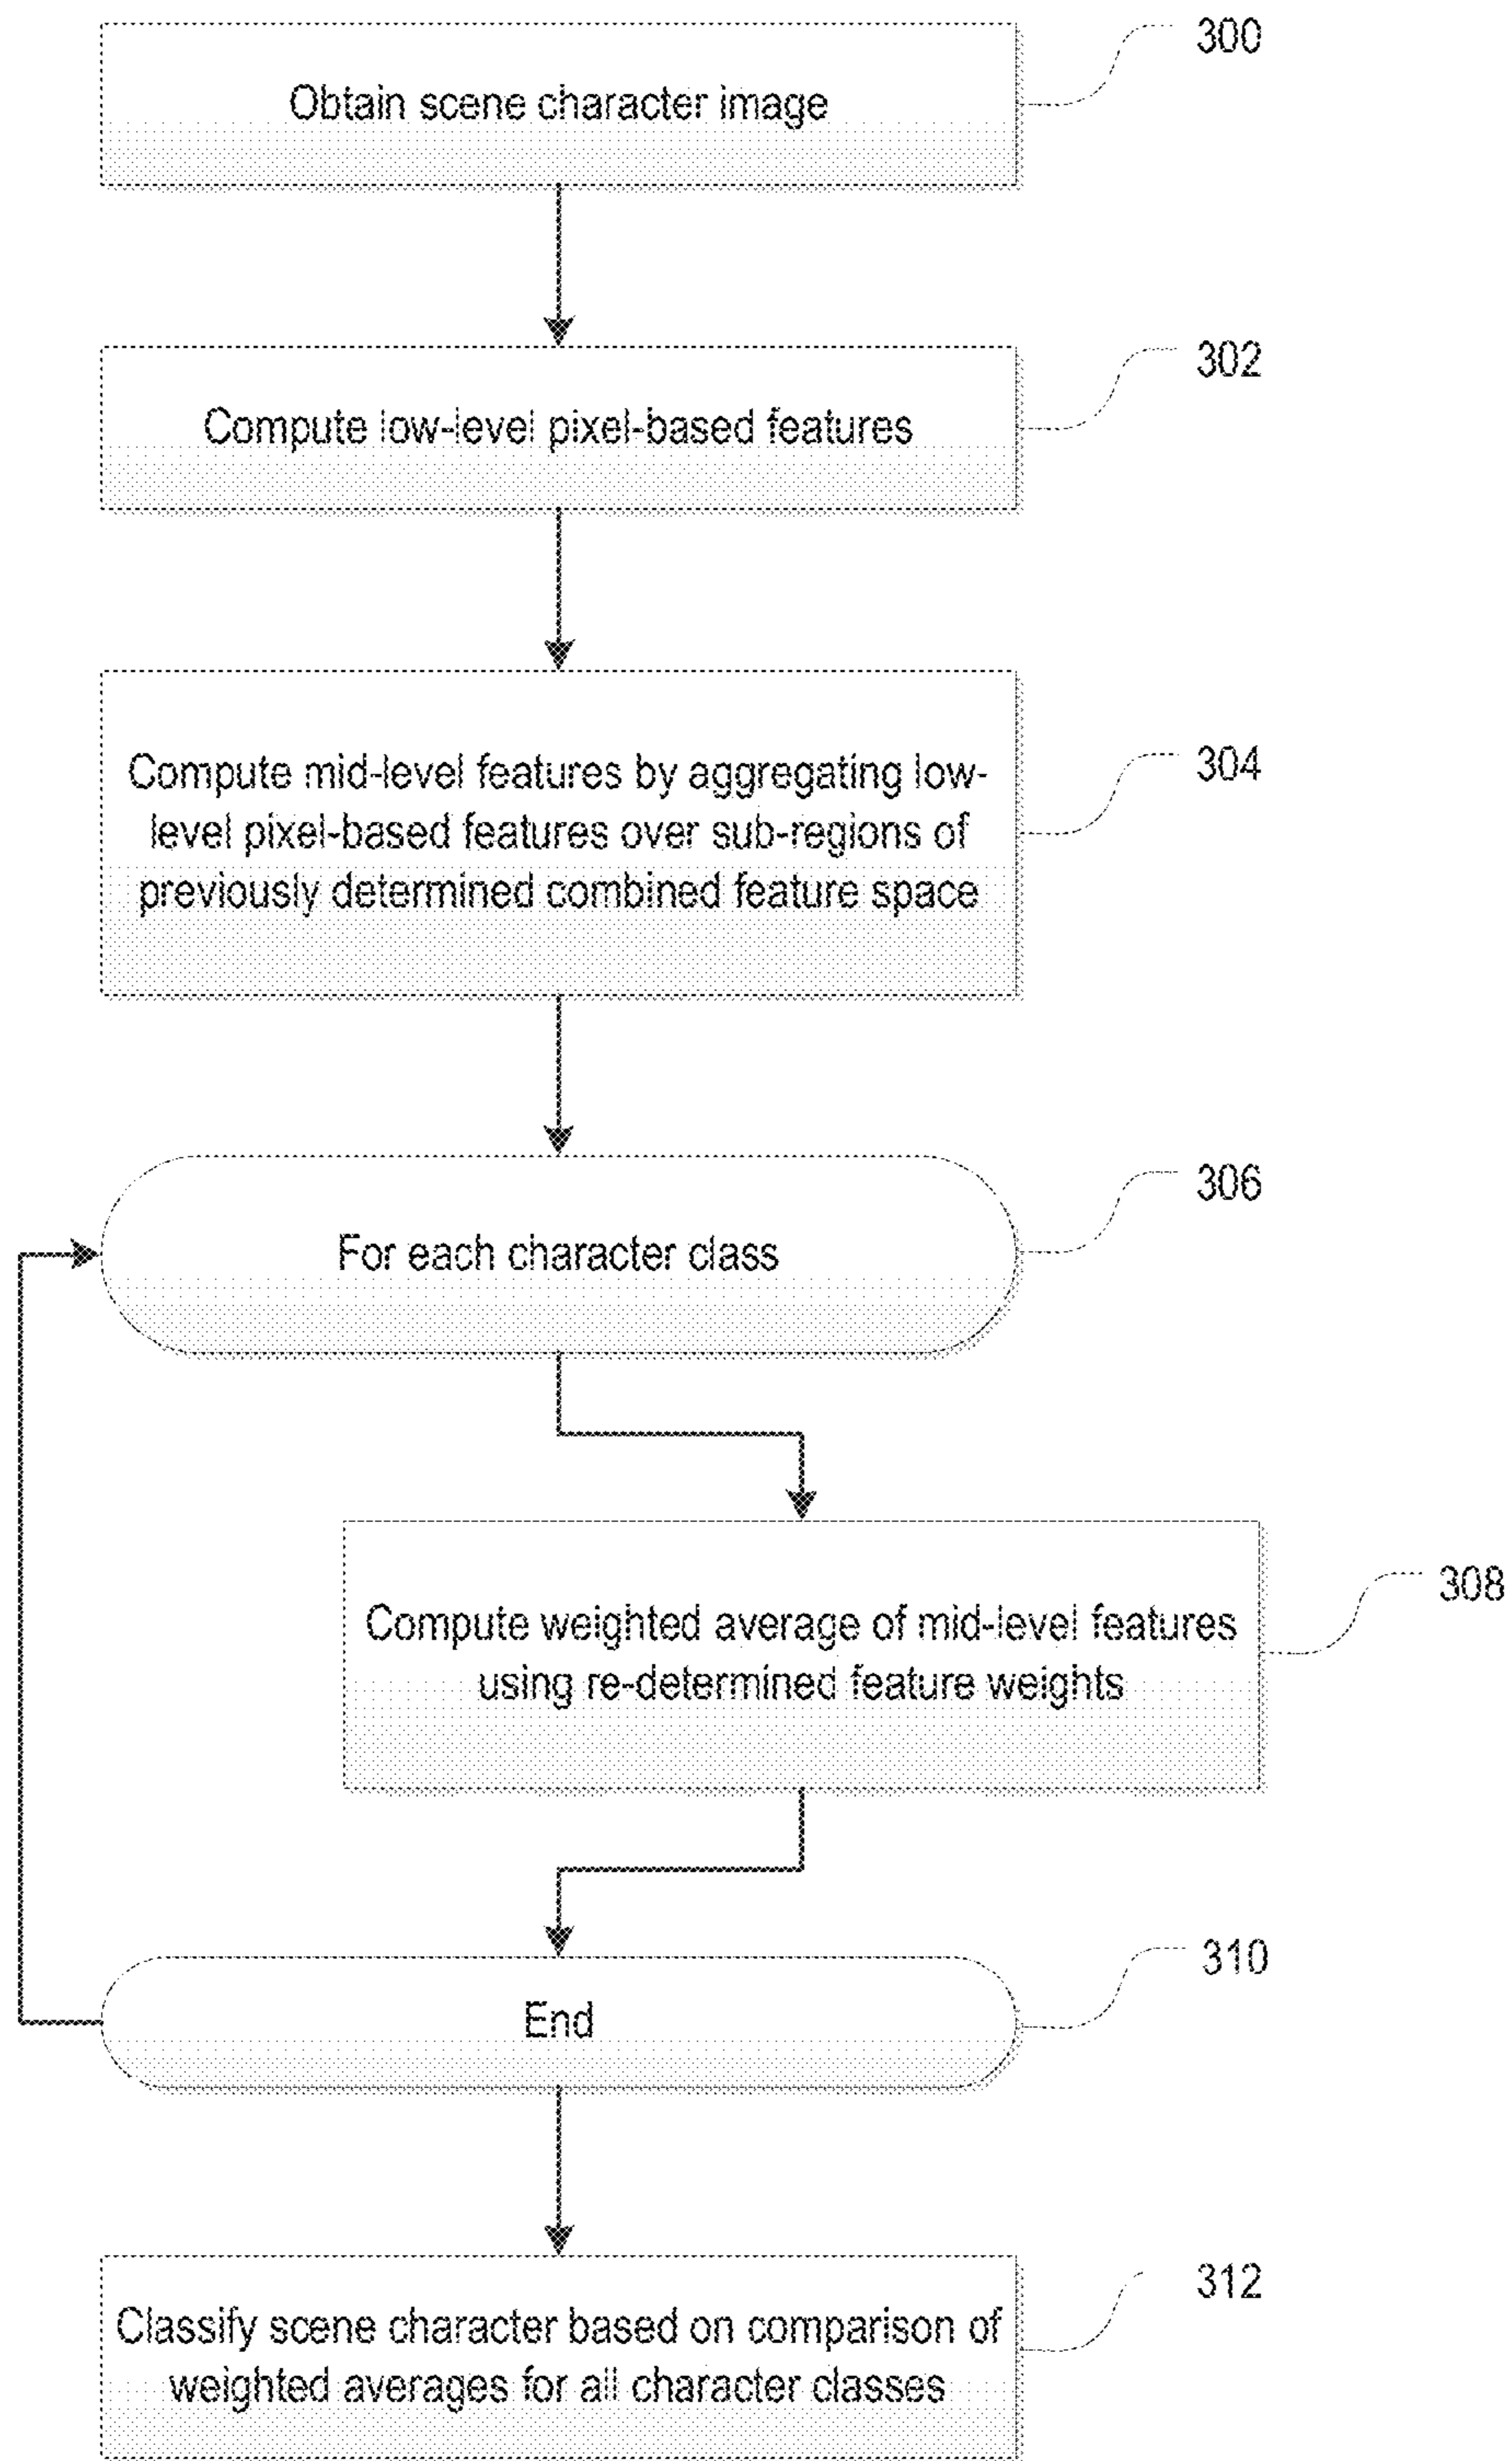 300
Obtain scene character image
302
Compute low-level pixel-based features
304
Compute mid-level features by aggregating low-
level pixel-based features over sub-regions of
previously determined combined feature space
306
For each character class
308
Compute weighted average of mid-level features
using re-determined feature weights
310
End
312
Classify scene character based on comparison of
weighted averages for all character classes